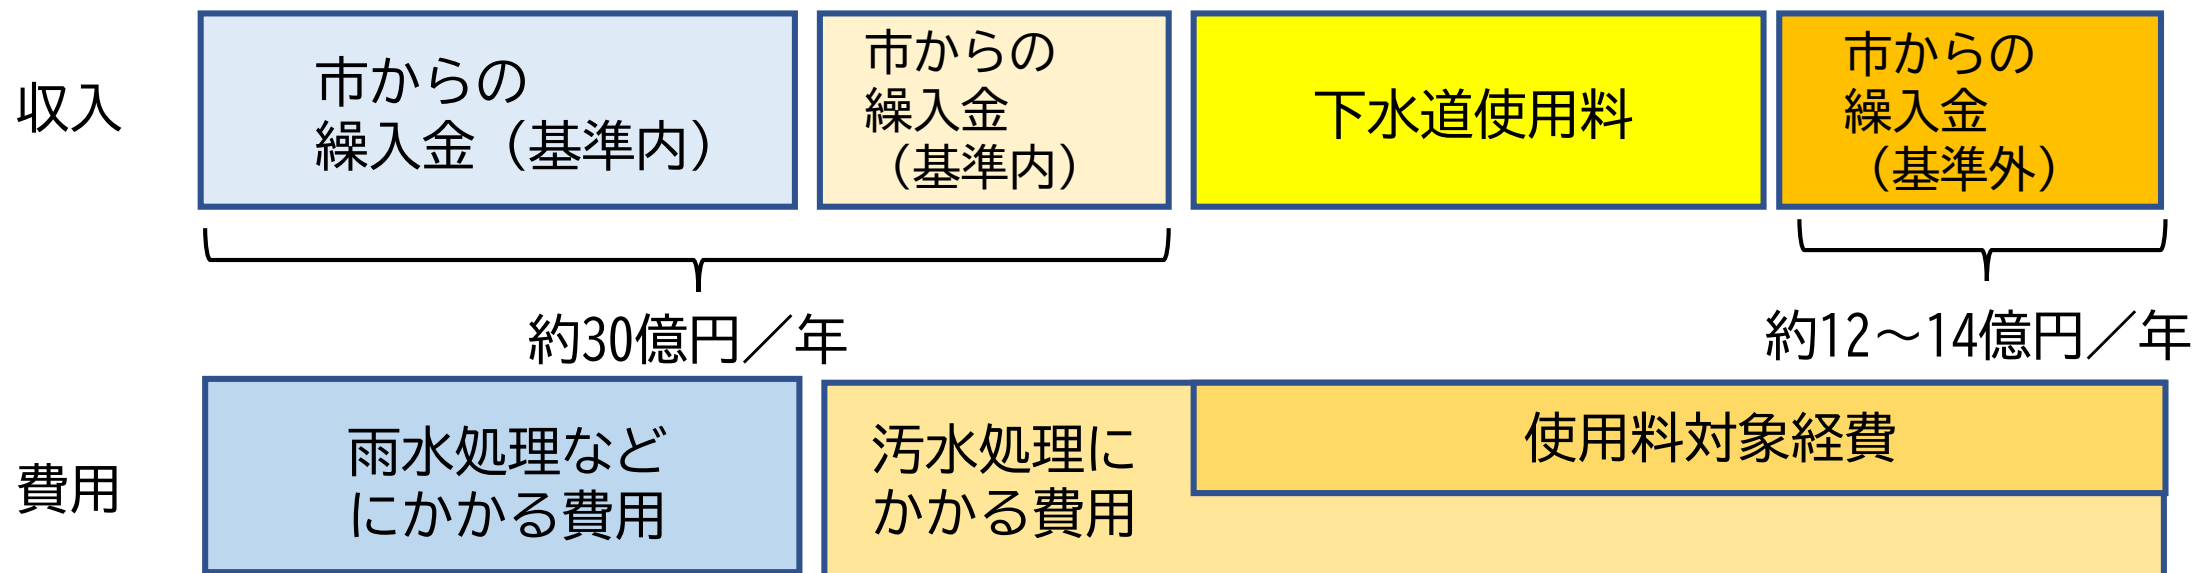 収入
市からの
繰入金（基準内）
市からの
繰入金
（基準内）
下水道使用料
市からの
繰入金
（基準外）
約30億円／年
約12～14億円／年
費用
雨水処理など
にかかる費用
汚水処理に
かかる費用
使用料対象経費